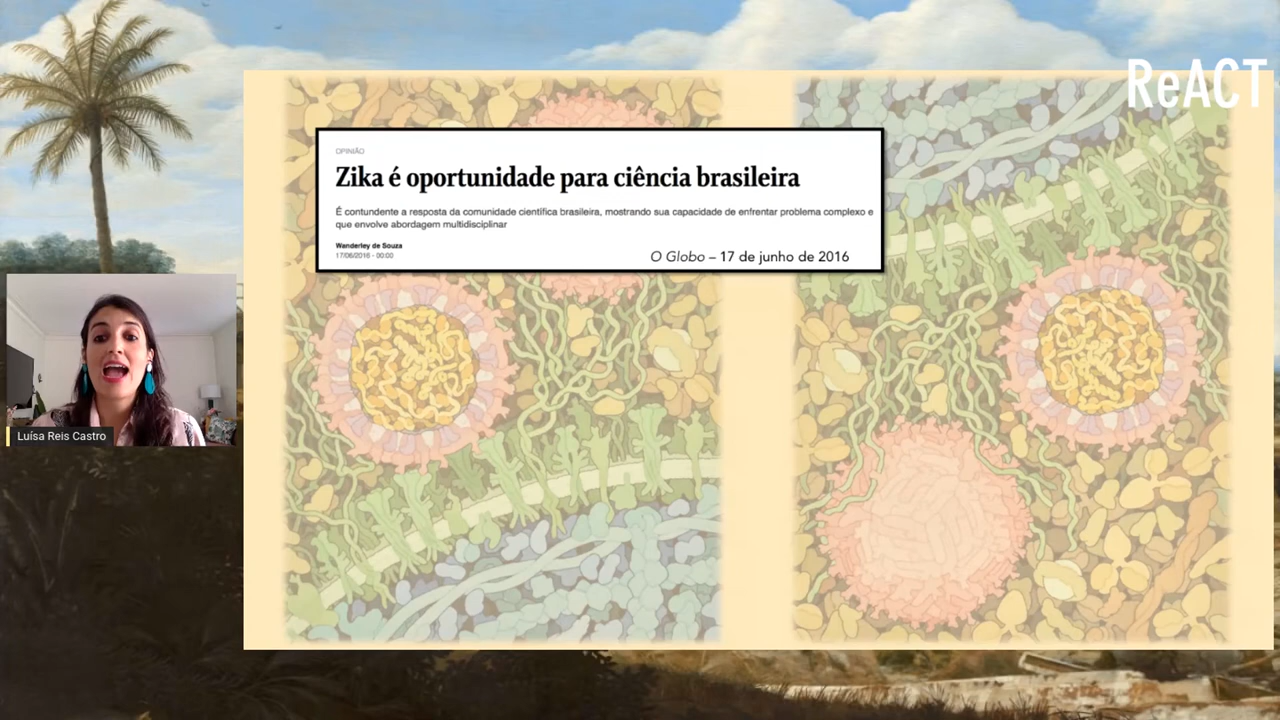 ReACT
OPINIÃO
Zika é oportunidade para ciência brasileira
É contundente a resposta da comunidade científica brasileira, mostrando sua capacidade de enfrentar problema complexo e
que envolve abordagem multidisciplinar
Wanderley de Souza
17/06/2016 - 00:00
O Globo – 17 de junho de 2016
Luísa Reis Castro